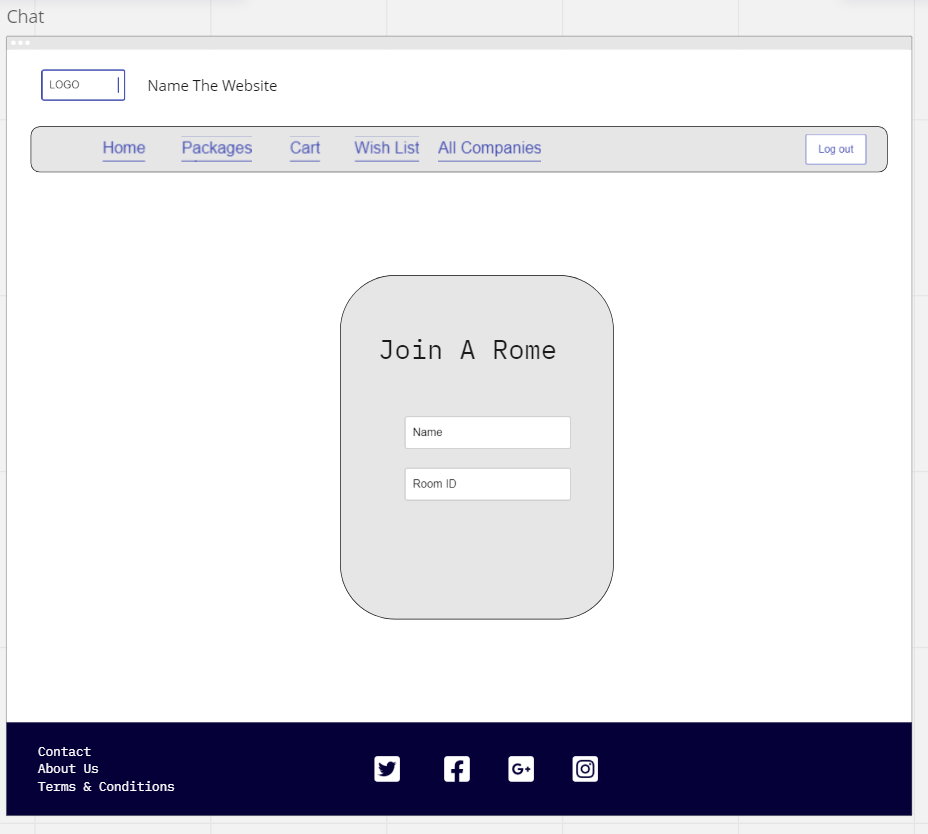 Chat
LOGO
Name The Website
Home Packages Cart Wish List All Companies Log out
Join A Rome
Name
Room ID
Contact
About Us
Terms & Conditions
G+